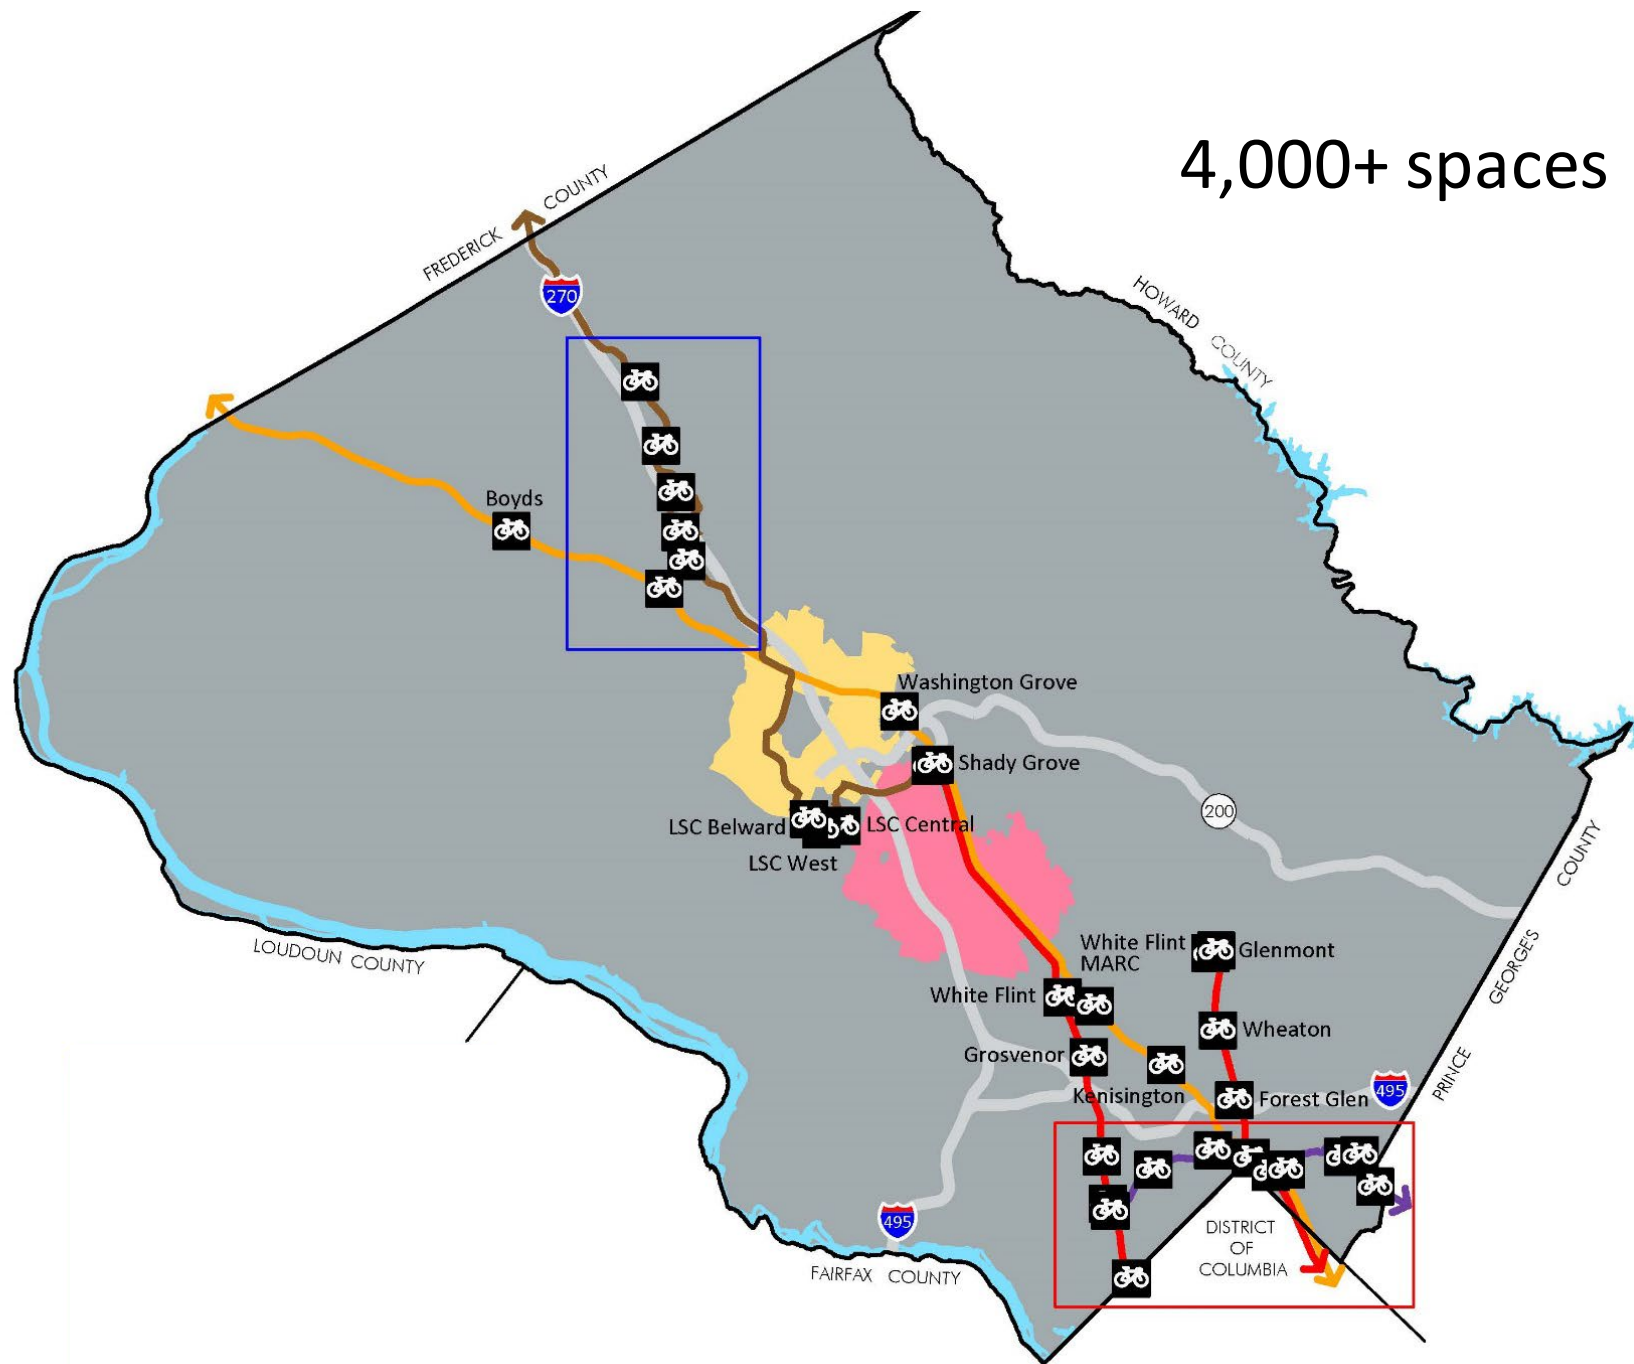 4,000+ spaces
FREDERICK COUNTY
270
HOWARD COUNTY
Boyds
Washington Grove
Shady Grove
200
LSC Belward
LSC Central
LSC West
LOUDOUN COUNTY
White Flint
MARC
Glenmont
White Flint
Wheaton
Grosvenor
Kenisington
Forest Glen
495
PRINCE GEORGE'S COUNTY
495
DISTRICT
OF
COLUMBIA
FAIRFAX COUNTY